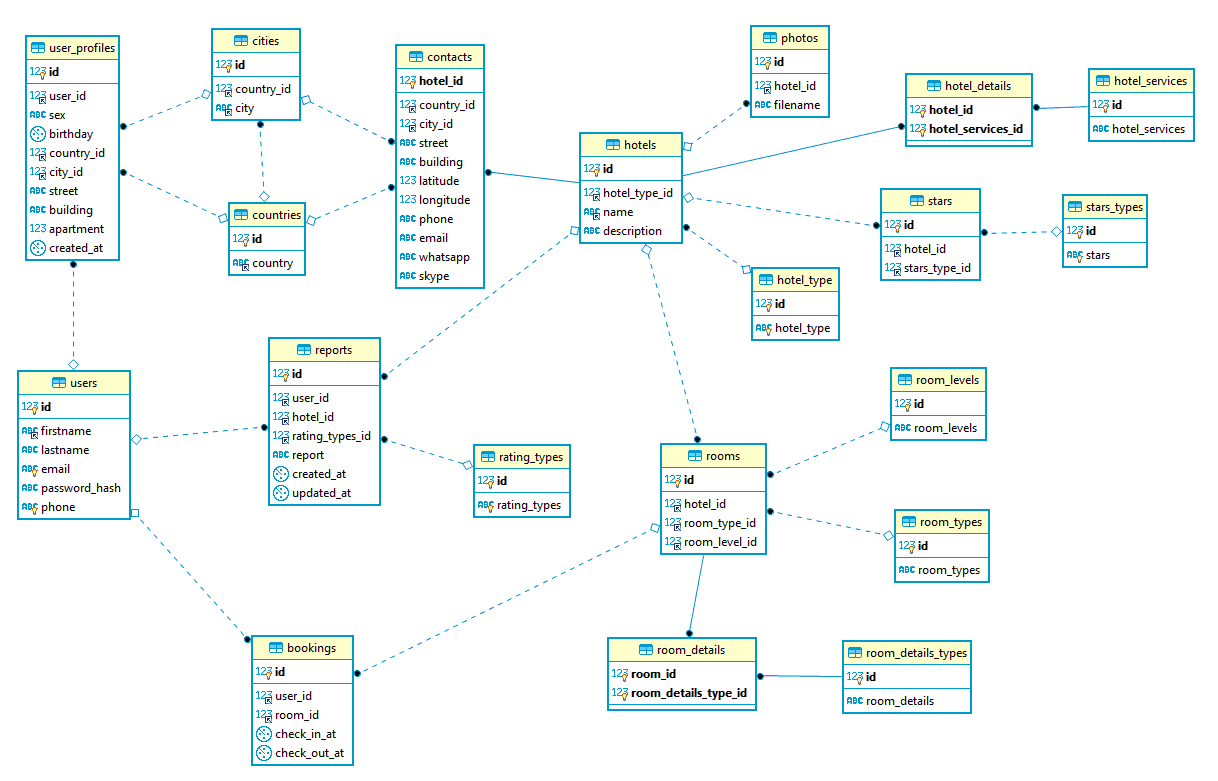 user_profiles
123 id
123 user_id
ABC sex
birthday
123 country_id
123 city_id
ABC street
ABC building
123 apartment
created_at
cities
123 id
123 country_id
ABC city
contacts
123 hotel_id
123 country_id
123 city_id
ABC street
ABC building
123 latitude
123 longitude
ABC phone
ABC email
ABC whatsapp
ABC skype
countries
123 id
ABC country
photos
123 id
123 hotel_id
ABC filename
hotel_details
123 hotel_id
123 hotel_services_id
hotel_services
123 id
ABC hotel_services
hotels
123 id
123 hotel_type_id
ABC name
ABC description
stars
123 id
123 hotel_id
123 stars_type_id
stars_types
123 id
ABC stars
hotel_type
123 id
ABC hotel_type
users
123 id
ABC firstname
ABC lastname
ABC email
ABC password_hash
ABC phone
reports
123 id
123 user_id
123 hotel_id
123 rating_types_id
ABC report
created_at
updated_at
rating_types
123 id
ABC rating_types
rooms
123 id
123 hotel_id
123 room_type_id
123 room_level_id
room_levels
123 id
ABC room_levels
room_types
123 id
ABC room_types
bookings
123 id
123 user_id
123 room_id
check_in_at
check_out_at
room_details
123 room_id
123 room_details_type_id
room_details_types
123 id
ABC room_details